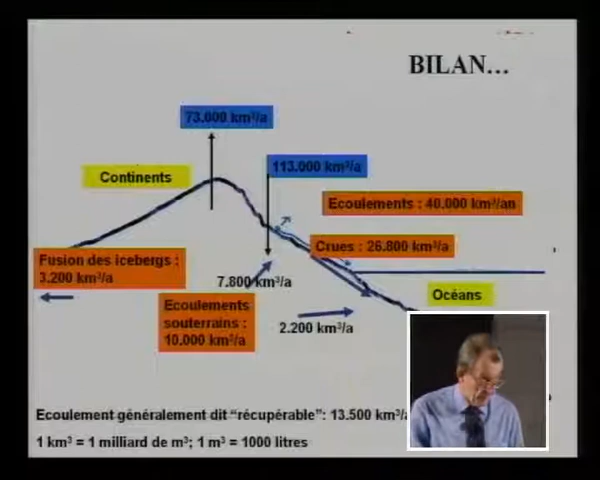 BILAN...
73.000 km³/a
113.000 km³/a
Continents
Ecoulements : 40.000 km³/an
Crues : 26.800 km³/a
Fusion des icebergs :
3.200 km³/a
7.800 km³/a
Océans
Ecoulements
souterrains :
10.000 km³/a
2.200 km³/a
Ecoulement généralement dit "récupérable": 13.500 km³/
1 km³ = 1 milliard de m³; 1 m³ = 1000 litres